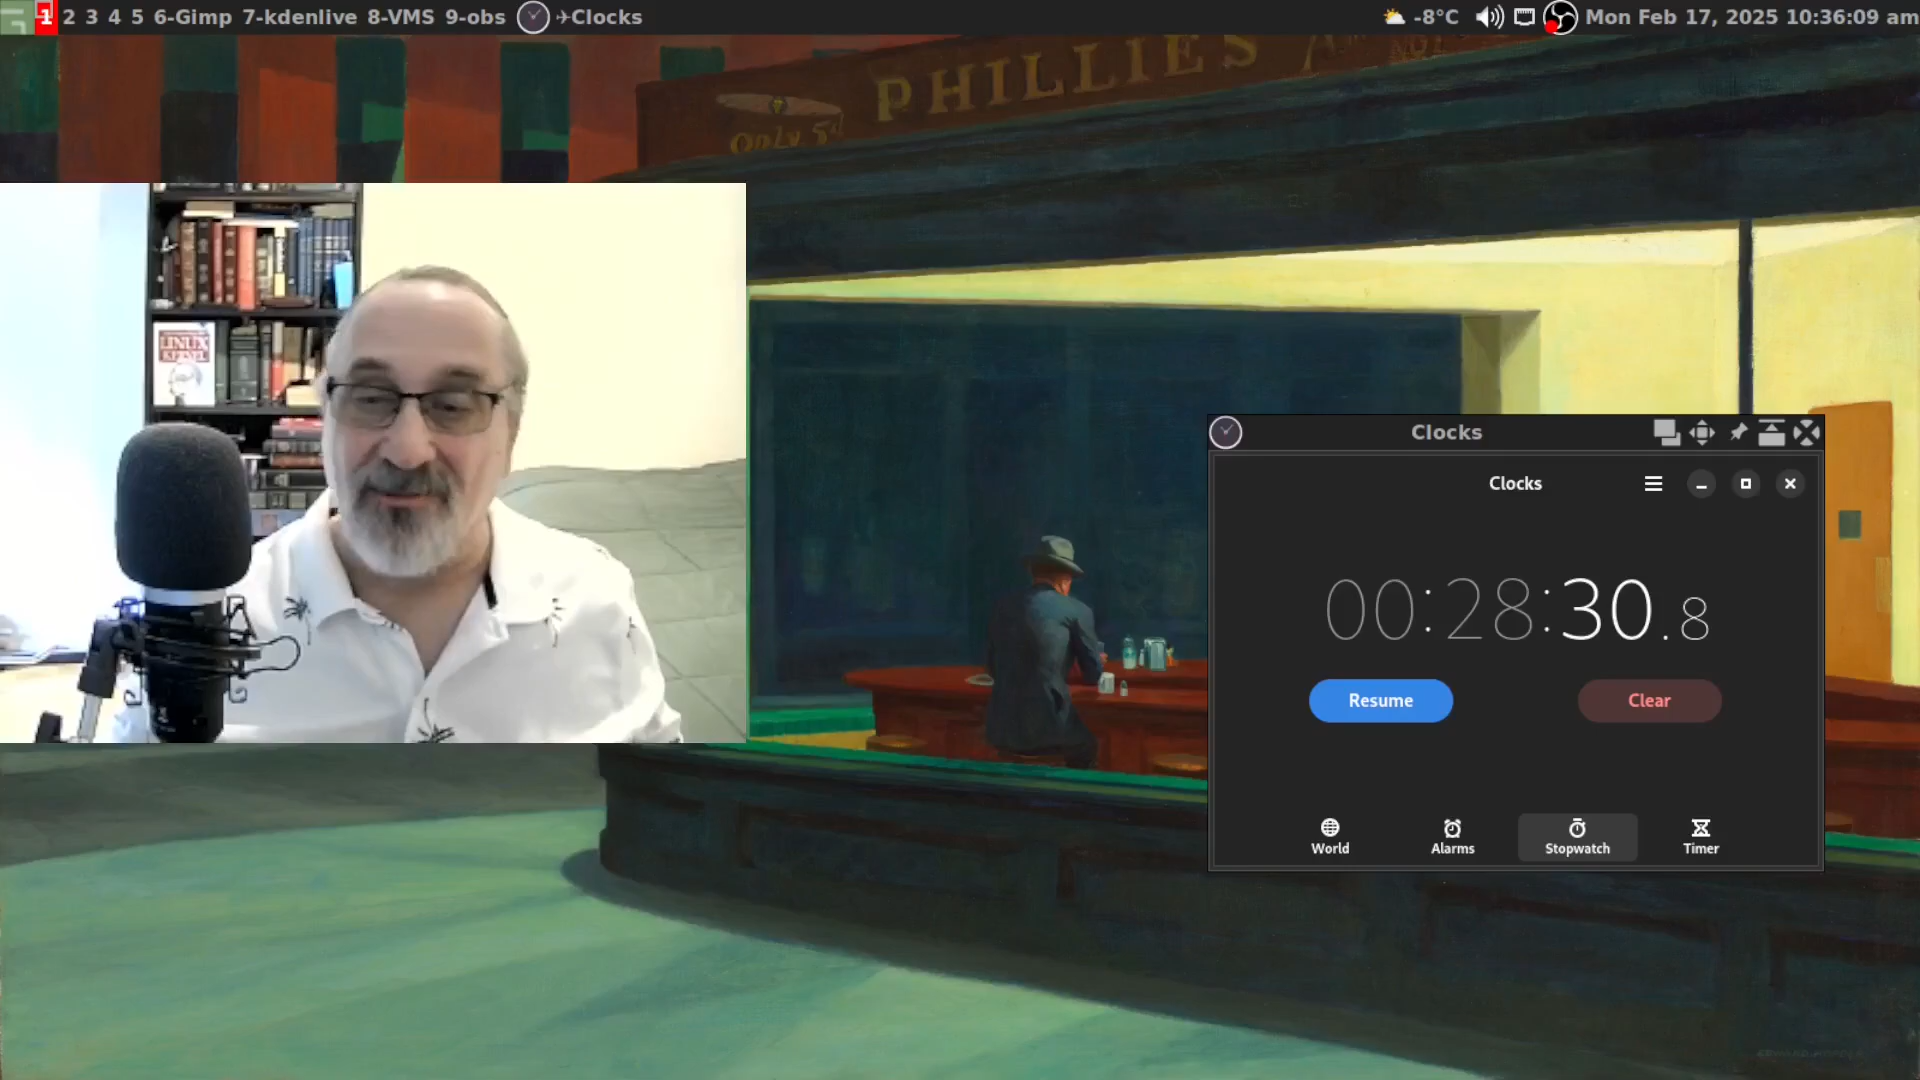 1 2 3 4 5 6-Gimp 7-kdenlive 8-VMS 9-obs ✈Clocks -8°C Mon Feb 17, 2025 10:36:09 am
PHILLIES
Only 5¢
LINUX
KERNEL
Clocks
Clocks
00:28:30.8
Resume Clear
World Alarms Stopwatch Timer